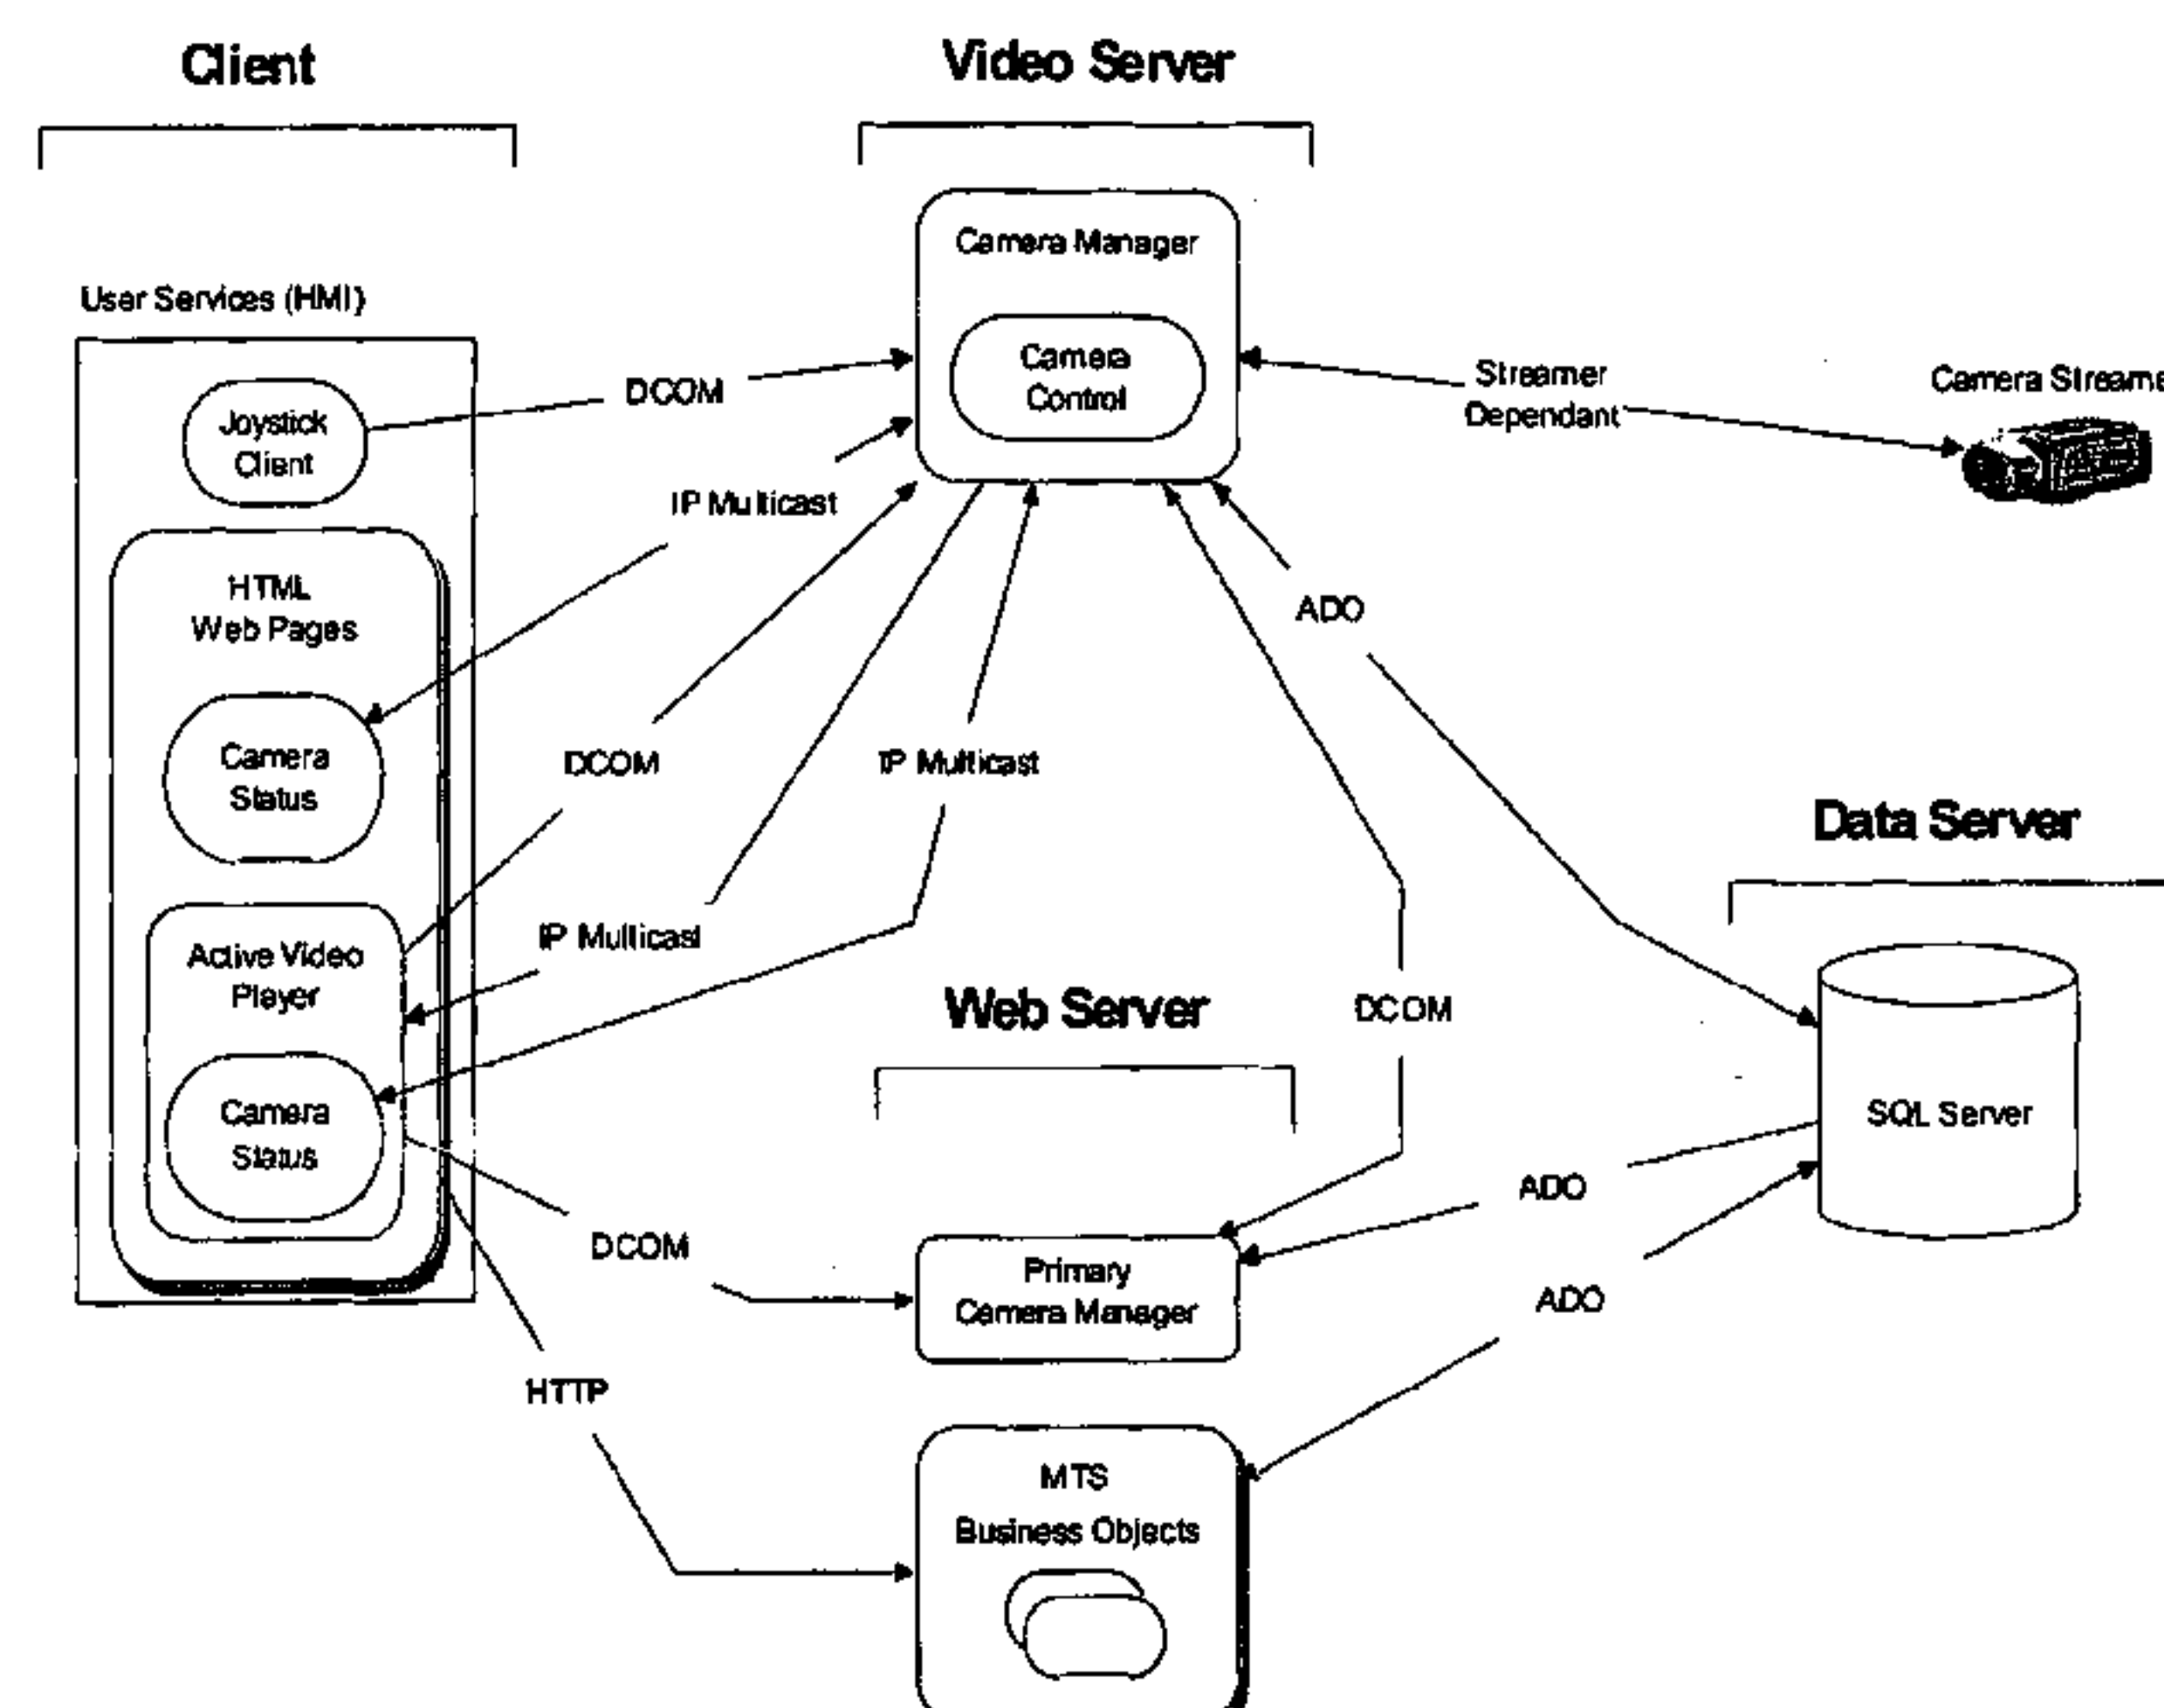 Client
Video Server
Camera Manager
User Services (HMI)
Camera
Control
DCOM
Streamer
Dependant
Camera Streame
Joystick
Client
IP Multicast
HTML
Web Pages
ADO
Camera
Status
DCOM
IP Multicast
Data Server
Active Video
Player
IP Multicast
Web Server
DCOM
SQL Server
Camera
Status
ADO
DCOM
Primary
Camera Manager
ADO
HTTP
MTS
Business Objects